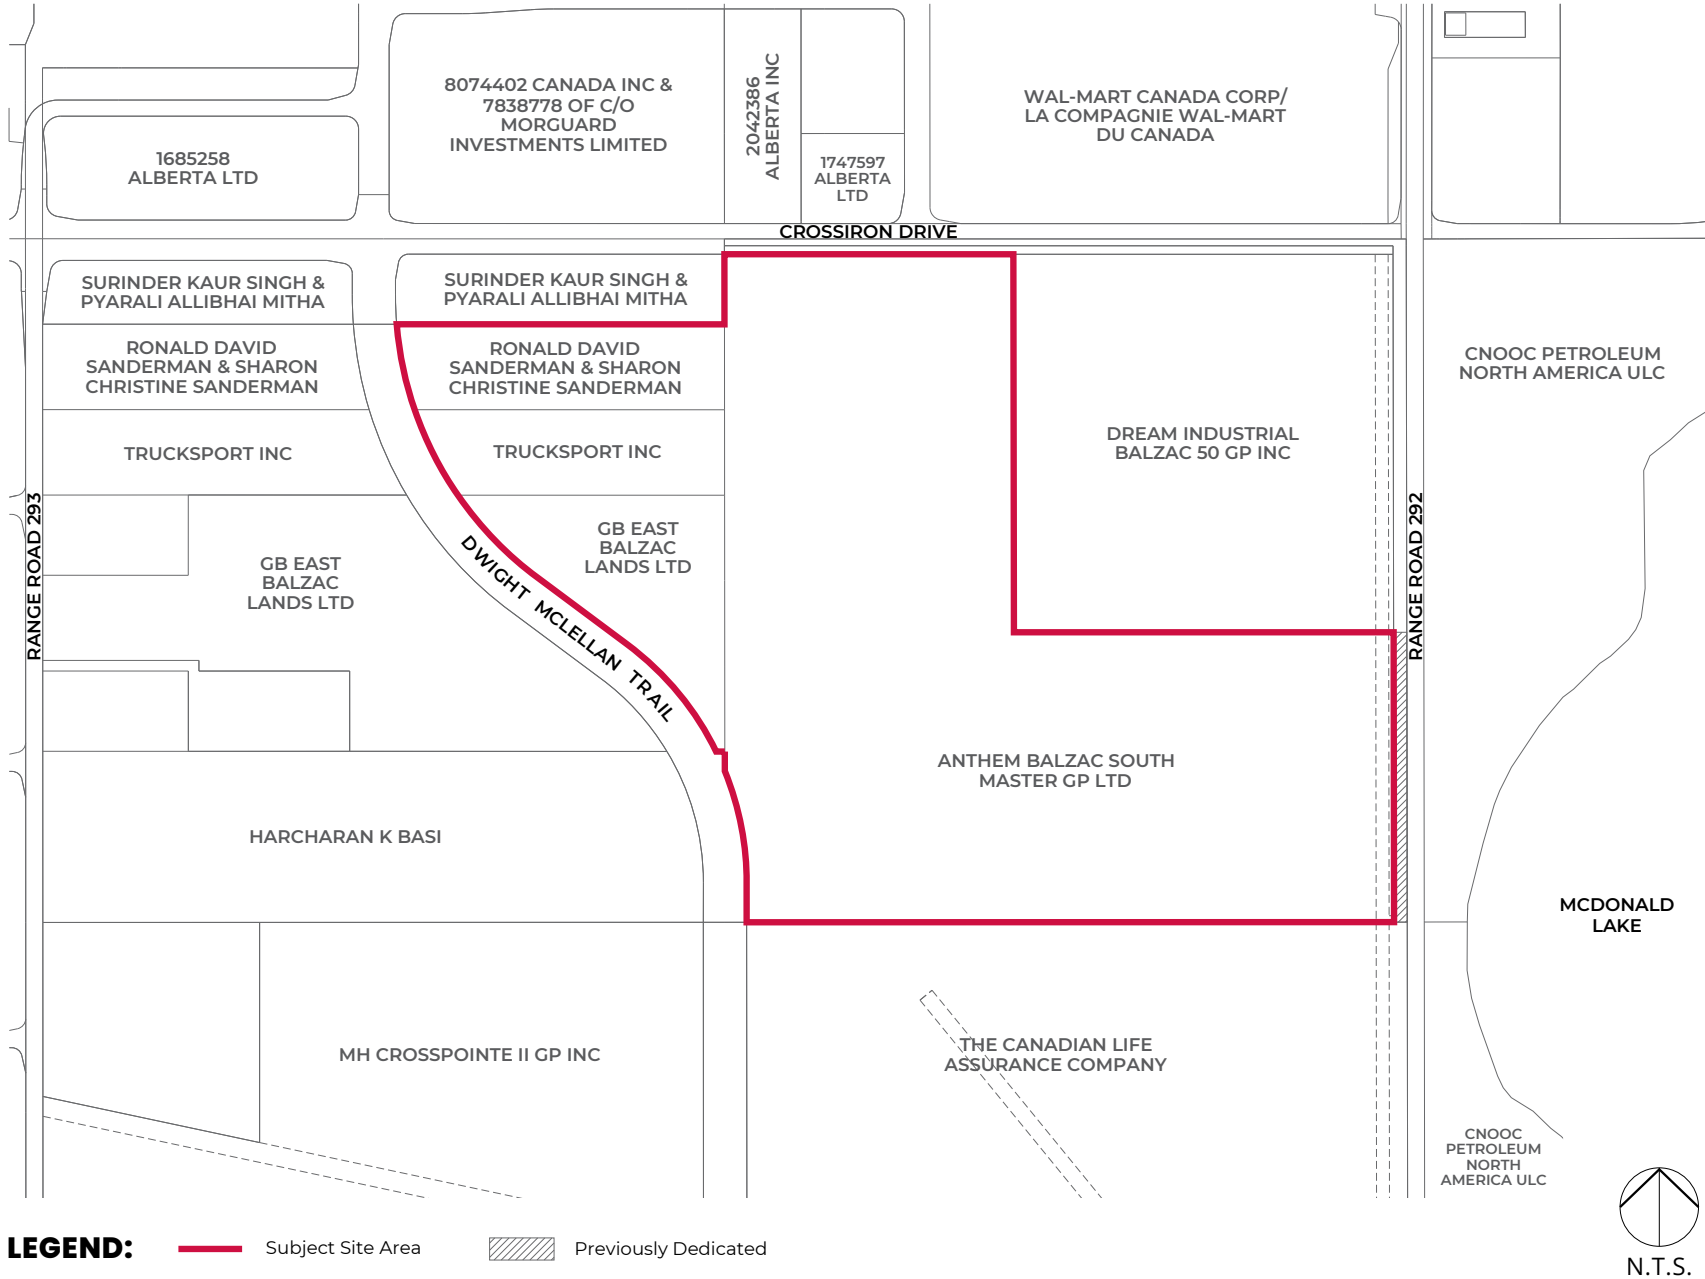 8074402 CANADA INC &
7838778 OF C/O
MORGUARD
INVESTMENTS LIMITED
2042386
ALBERTA INC
WAL-MART CANADA CORP/
LA COMPAGNIE WAL-MART
DU CANADA
1685258
ALBERTA LTD
1747597
ALBERTA
LTD
CROSSIRON DRIVE
SURINDER KAUR SINGH &
PYARALI ALLIBHAI MITHA
SURINDER KAUR SINGH &
PYARALI ALLIBHAI MITHA
RONALD DAVID
SANDERMAN & SHARON
CHRISTINE SANDERMAN
RONALD DAVID
SANDERMAN & SHARON
CHRISTINE SANDERMAN
CNOOC PETROLEUM
NORTH AMERICA ULC
TRUCKSPORT INC
TRUCKSPORT INC
DREAM INDUSTRIAL
BALZAC 50 GP INC
RANGE ROAD 293
GB EAST
BALZAC
LANDS LTD
GB EAST
BALZAC
LANDS LTD
DWIGHT MCLELLAN TRAIL
RANGE ROAD 292
ANTHEM BALZAC SOUTH
MASTER GP LTD
HARCHARAN K BASI
MCDONALD
LAKE
MH CROSSPOINTE II GP INC
THE CANADIAN LIFE
ASSURANCE COMPANY
CNOOC
PETROLEUM
NORTH
AMERICA ULC
LEGEND:
Subject Site Area
Previously Dedicated
N.T.S.